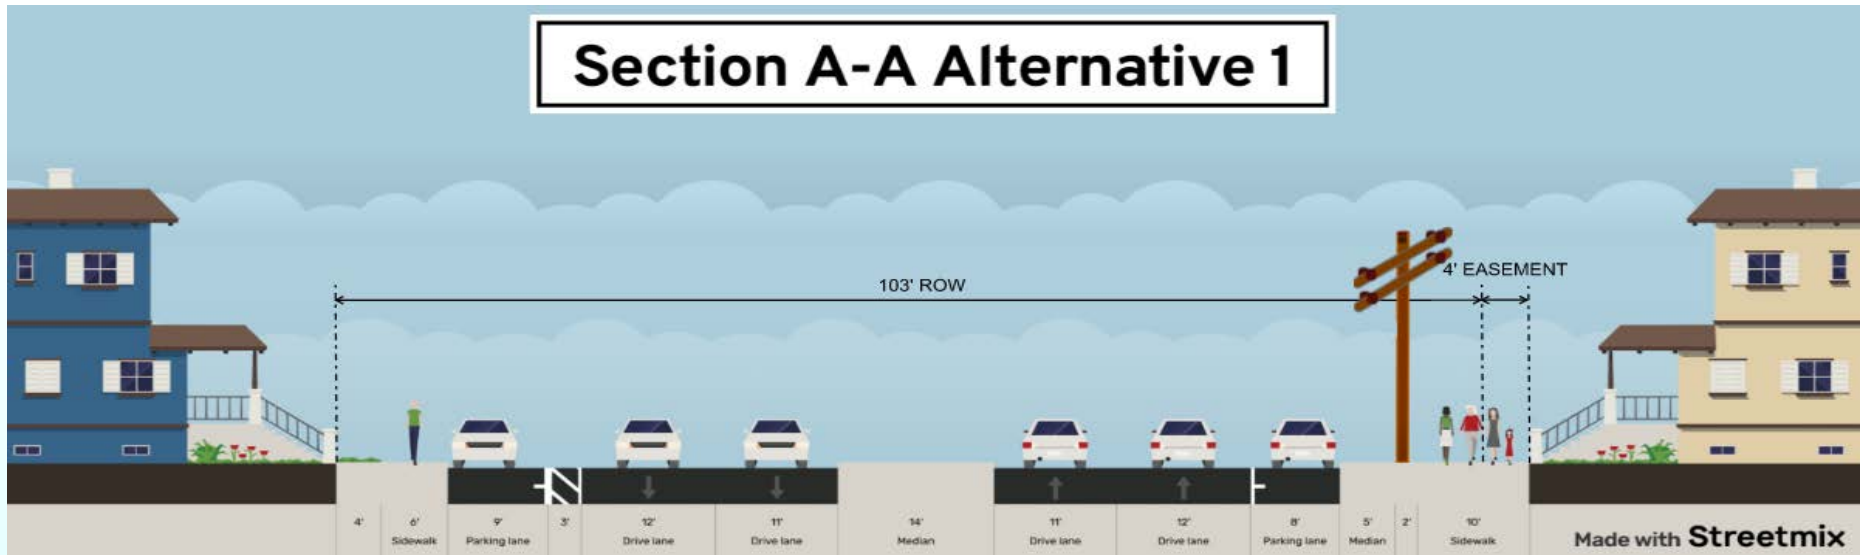 Section A-A Alternative 1
4' EASEMENT
103' ROW
4' 6' 9' 3' 12' 11' 14' 11' 12' 8' 5' 2' 10'
Sidewalk Parking lane Drive lane Drive lane Median Drive lane Drive lane Parking lane Median Sidewalk
Made with Streetmix